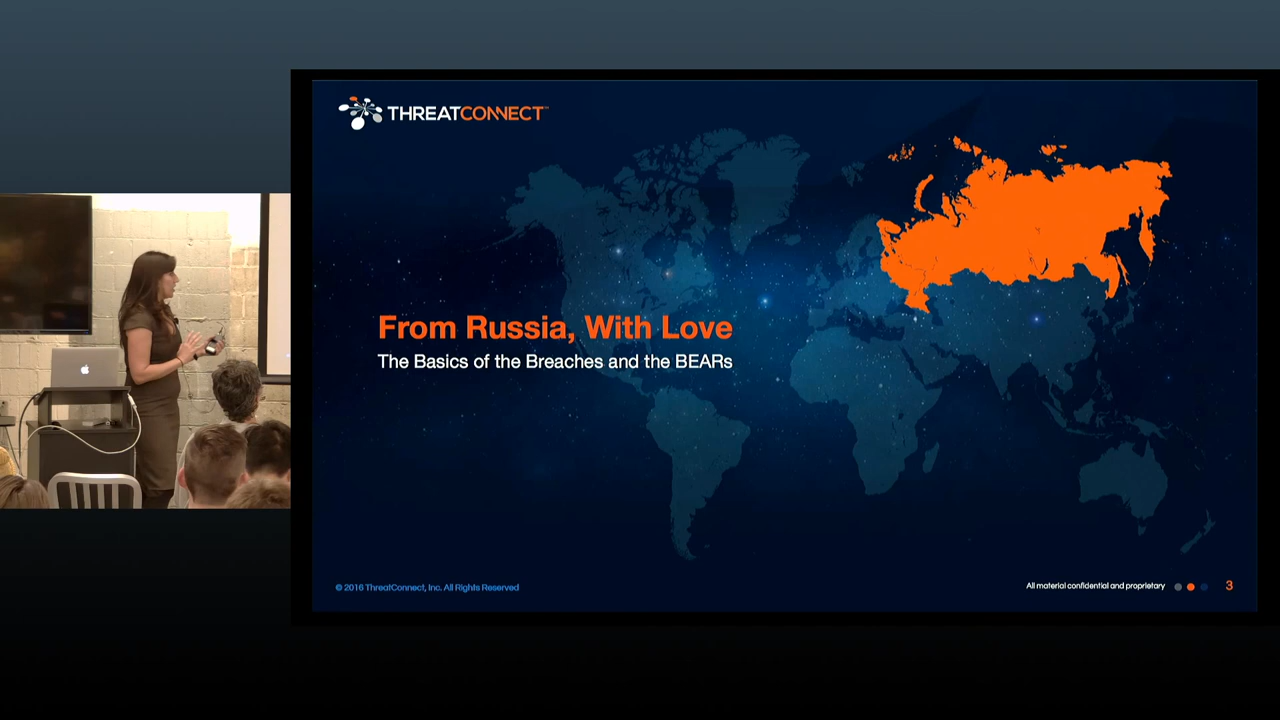 THREATCONNECT™
From Russia, With Love
The Basics of the Breaches and the BEARs
© 2016 ThreatConnect, Inc. All Rights Reserved
All material confidential and proprietary 3